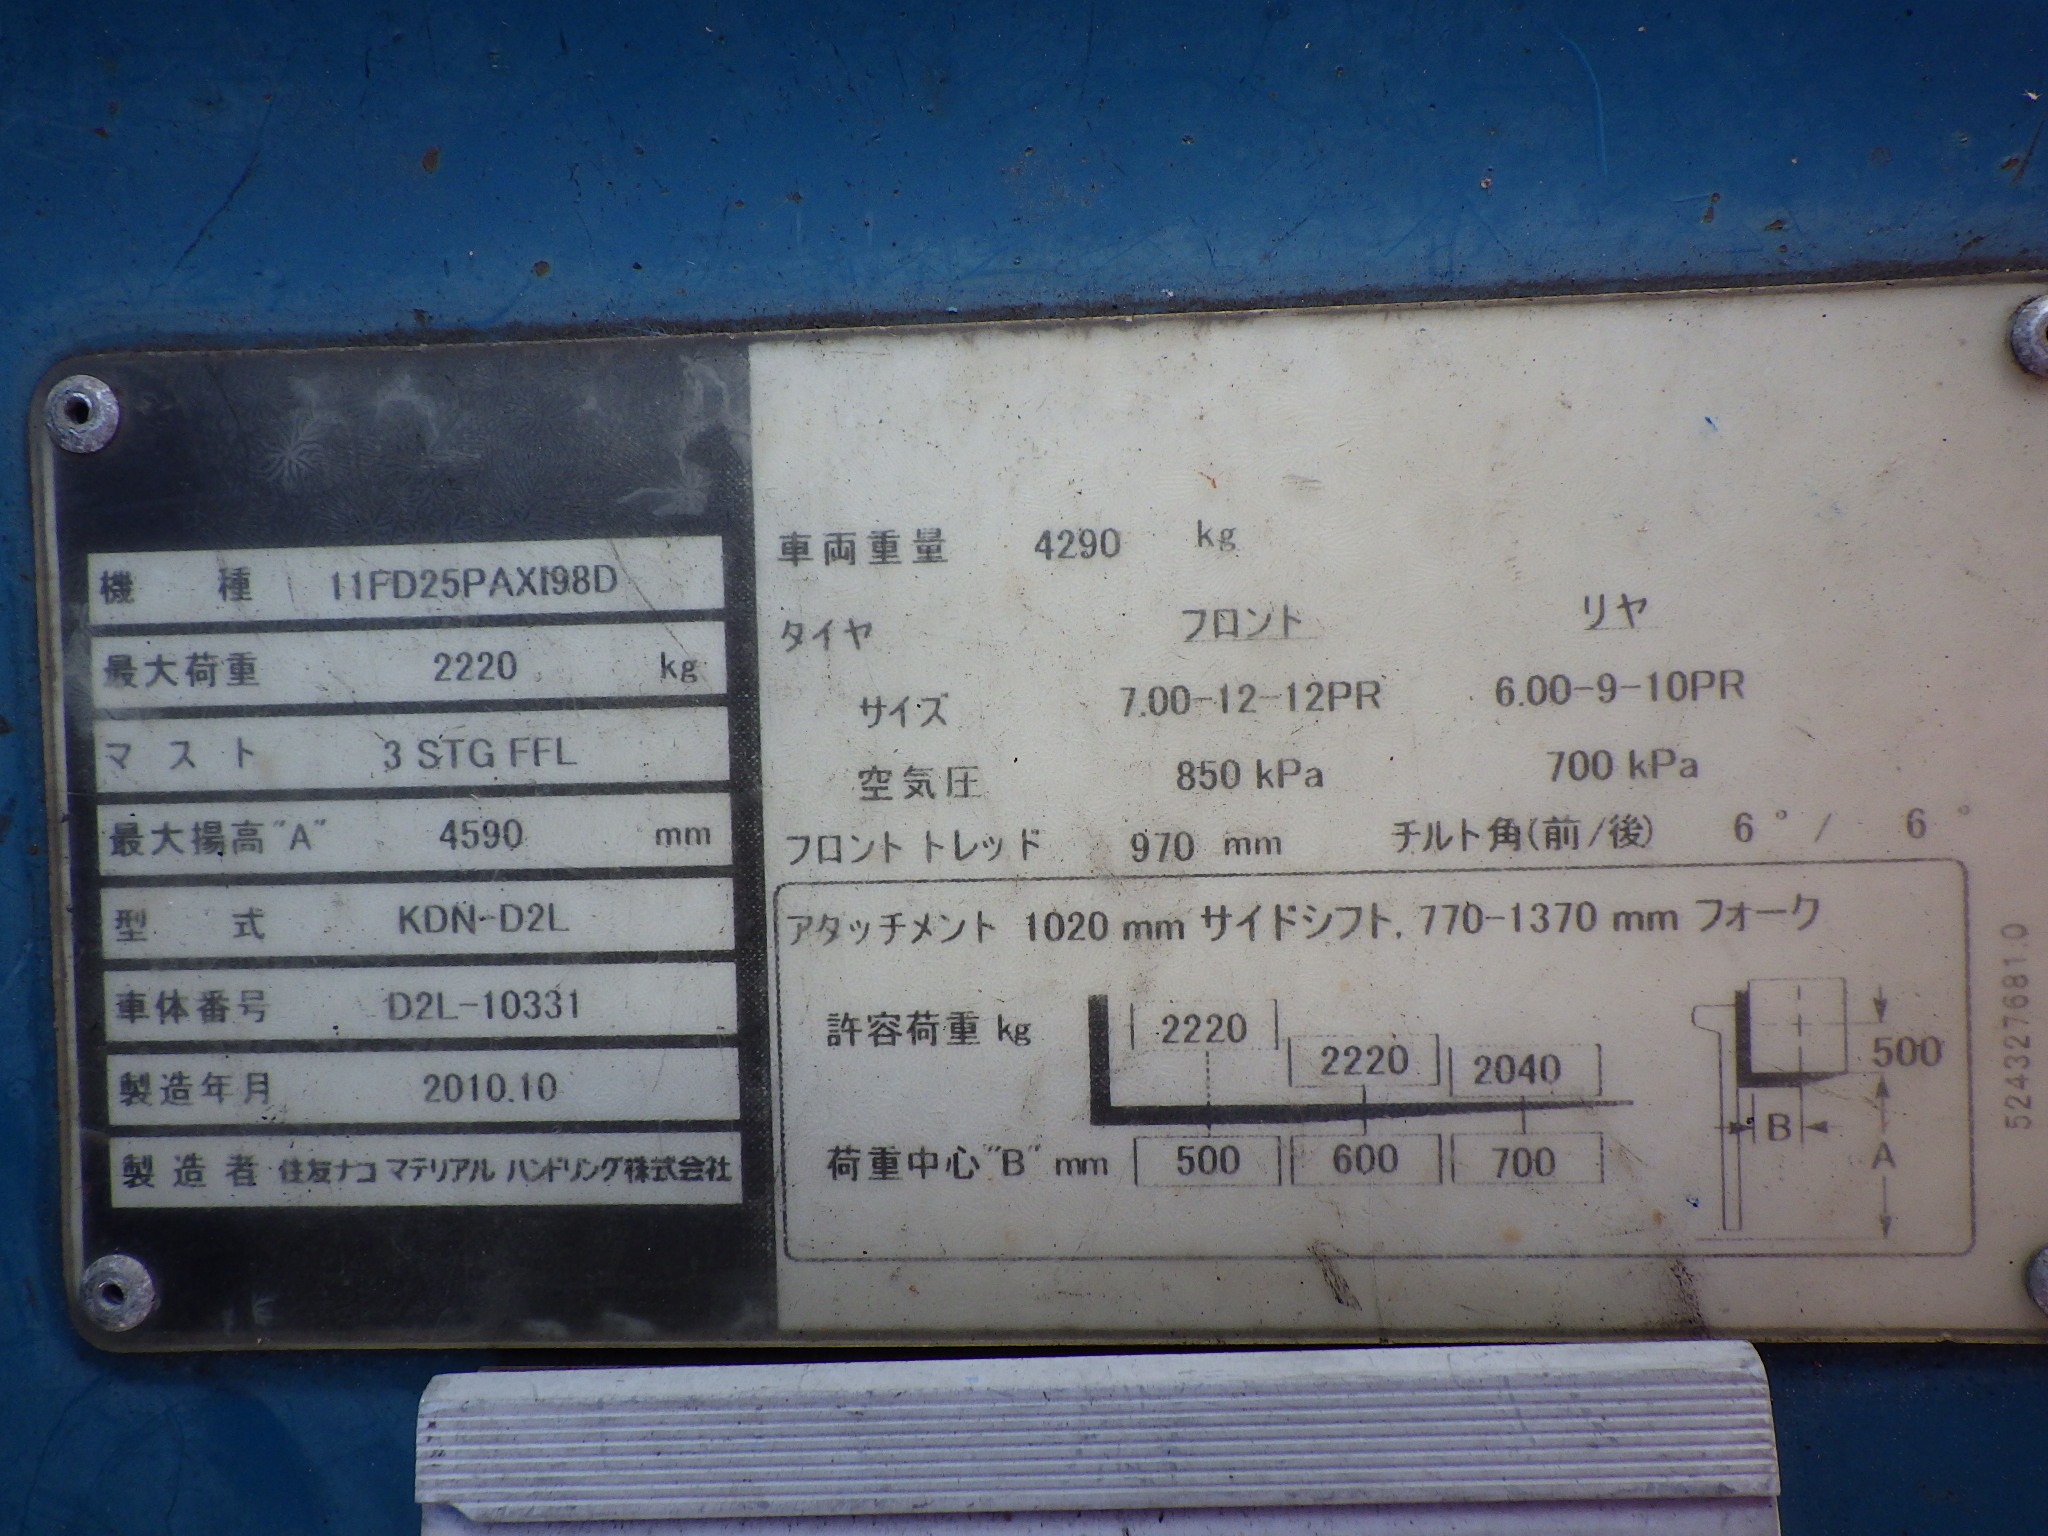 機種 11FD25PAXI98D
最大荷重 2220 kg
マスト 3 STG FFL
最大揚高"A" 4590 mm
型式 KDN-D2L
車体番号 D2L-10331
製造年月 2010.10
製造者 住友ナコ マテリアル ハンドリング株式会社
車両重量 4290 kg
タイヤ フロント リヤ
サイズ 7.00-12-12PR 6.00-9-10PR
空気圧 850 kPa 700 kPa
フロント トレッド 970 mm チルト角(前/後) 6° / 6°
アタッチメント 1020 mm サイドシフト, 770-1370 mm フォーク
許容荷重 kg 2220 2220 2040
荷重中心"B" mm 500 600 700
500
B
A
524327681.0